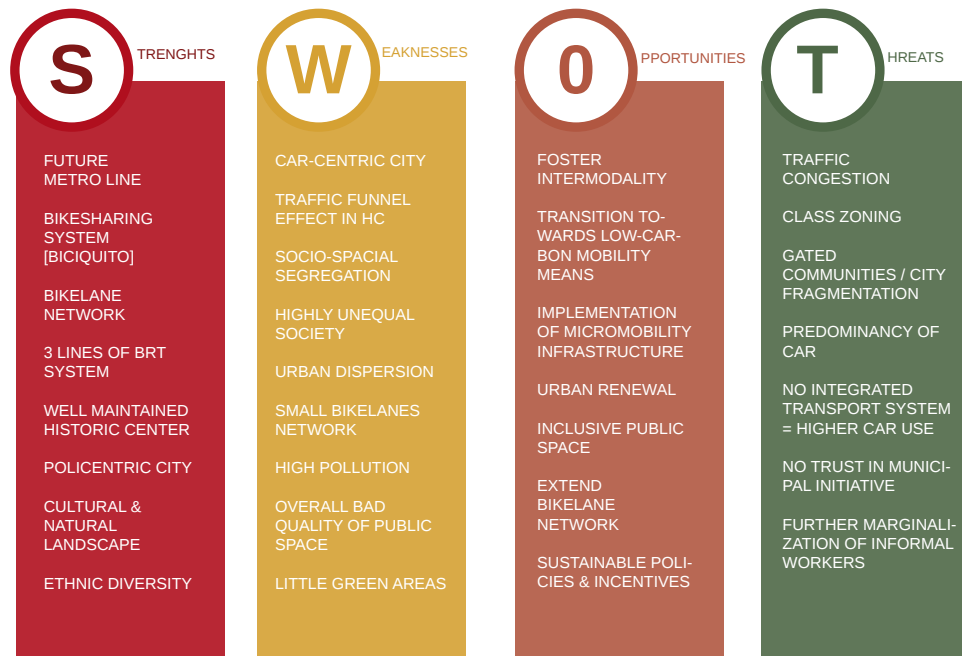 S TRENGHTS
FUTURE
METRO LINE
BIKESHARING
SYSTEM
[BICIQUITO]
BIKELANE
NETWORK
3 LINES OF BRT
SYSTEM
WELL MAINTAINED
HISTORIC CENTER
POLICENTRIC CITY
CULTURAL &
NATURAL
LANDSCAPE
ETHNIC DIVERSITY
W EAKNESSES
CAR-CENTRIC CITY
TRAFFIC FUNNEL
EFFECT IN HC
SOCIO-SPACIAL
SEGREGATION
HIGHLY UNEQUAL
SOCIETY
URBAN DISPERSION
SMALL BIKELANES
NETWORK
HIGH POLLUTION
OVERALL BAD
QUALITY OF PUBLIC
SPACE
LITTLE GREEN AREAS
0 PPORTUNITIES
FOSTER
INTERMODALITY
TRANSITION TO-
WARDS LOW-CAR-
BON MOBILITY
MEANS
IMPLEMENTATION
OF MICROMOBILITY
INFRASTRUCTURE
URBAN RENEWAL
INCLUSIVE PUBLIC
SPACE
EXTEND
BIKELANE
NETWORK
SUSTAINABLE POLI-
CIES & INCENTIVES
T HREATS
TRAFFIC
CONGESTION
CLASS ZONING
GATED
COMMUNITIES / CITY
FRAGMENTATION
PREDOMINANCY OF
CAR
NO INTEGRATED
TRANSPORT SYSTEM
= HIGHER CAR USE
NO TRUST IN MUNICI-
PAL INITIATIVE
FURTHER MARGINALI-
ZATION OF INFORMAL
WORKERS